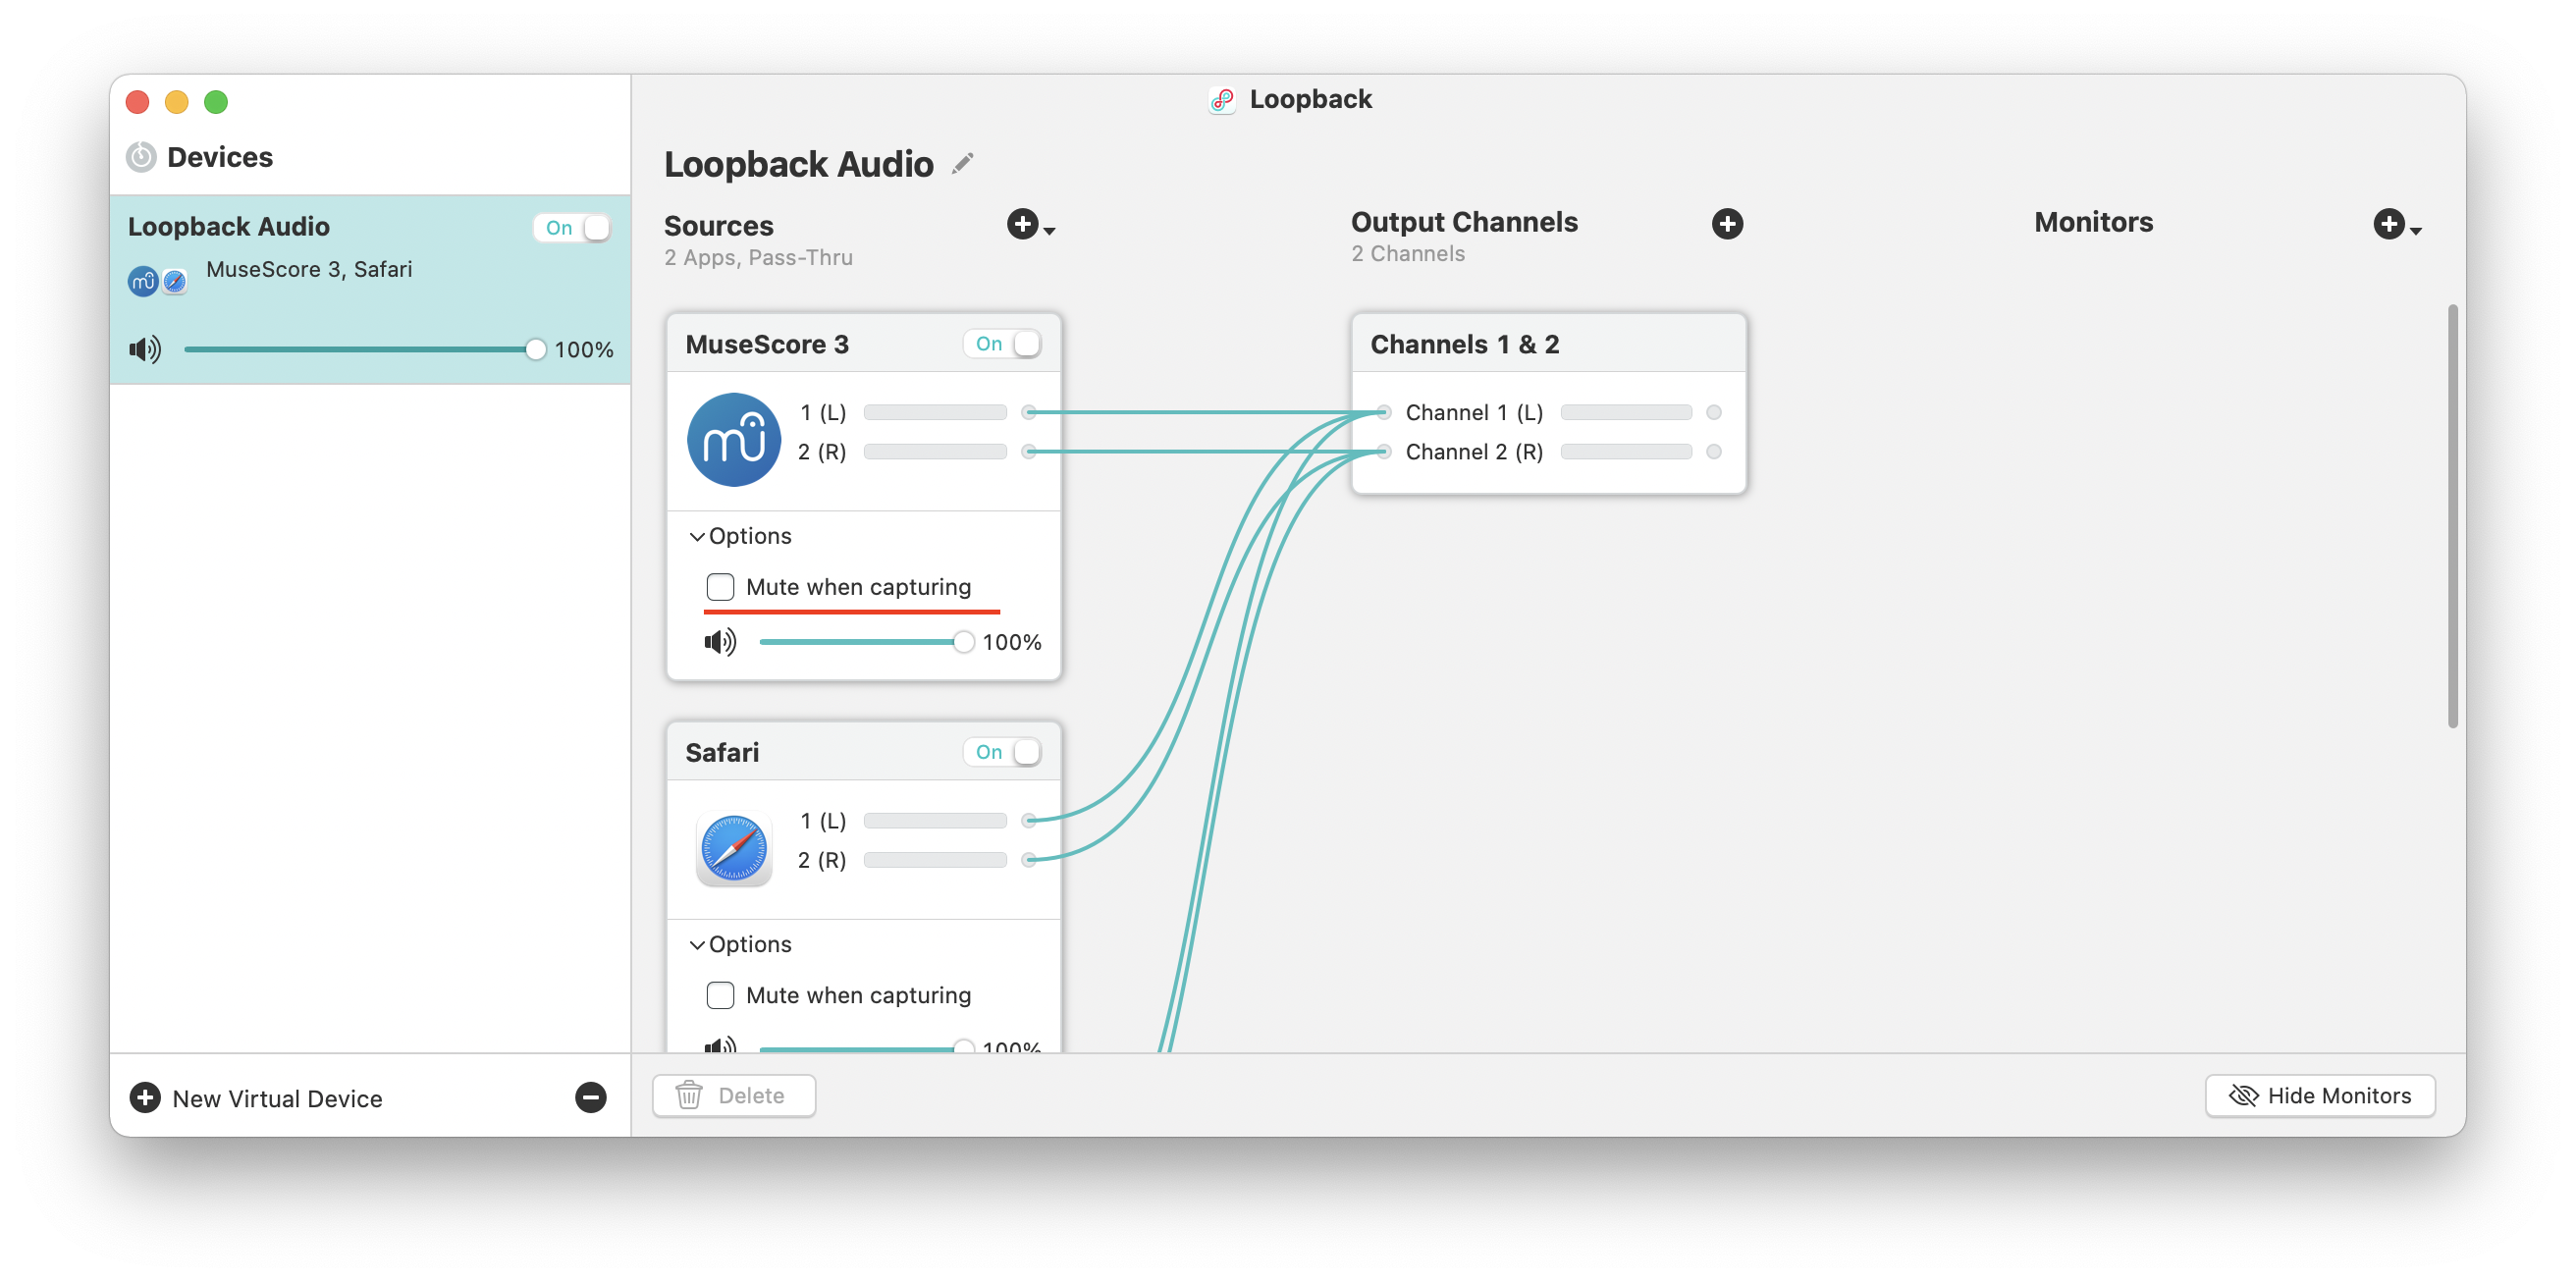 Loopback
Devices
Loopback Audio
On
MuseScore 3, Safari
100%
New Virtual Device
Loopback Audio
Sources
2 Apps, Pass-Thru
MuseScore 3
On
1 (L)
2 (R)
Options
Mute when capturing
100%
Safari
On
1 (L)
2 (R)
Options
Mute when capturing
100%
Output Channels
2 Channels
Channels 1 & 2
Channel 1 (L)
Channel 2 (R)
Monitors
Delete
Hide Monitors